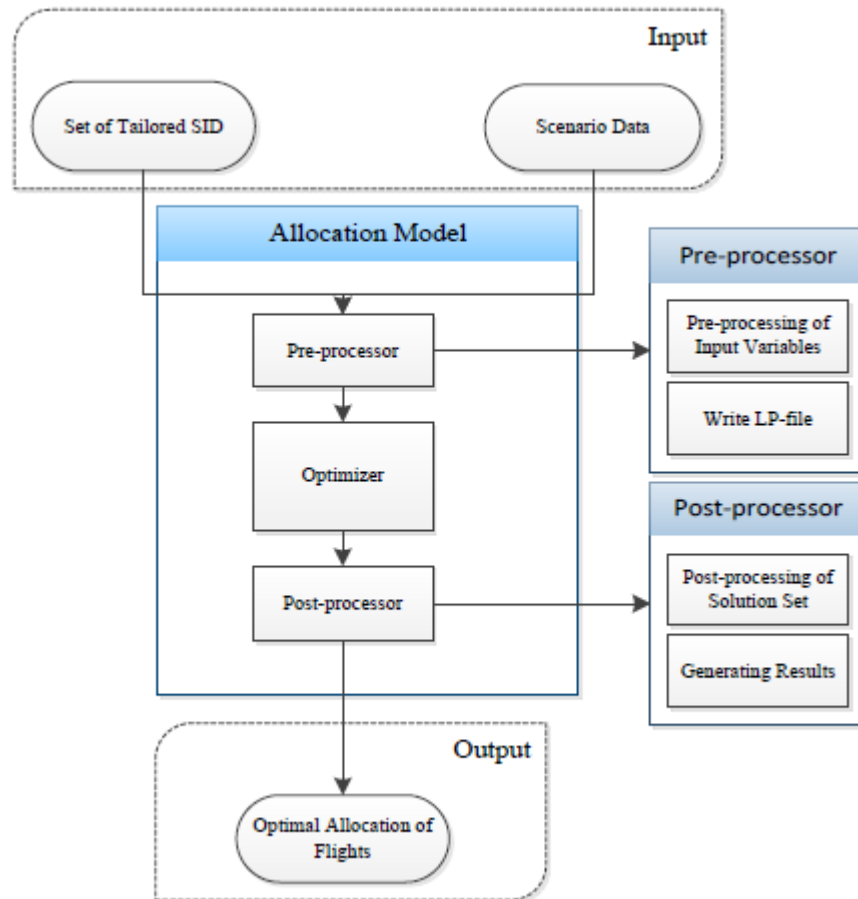 Input
Set of Tailored SID
Scenario Data
Allocation Model
Pre-processor
Optimizer
Post-processor
Pre-processor
Pre-processing of
Input Variables
Write LP-file
Post-processor
Post-processing of
Solution Set
Generating Results
Output
Optimal Allocation of
Flights